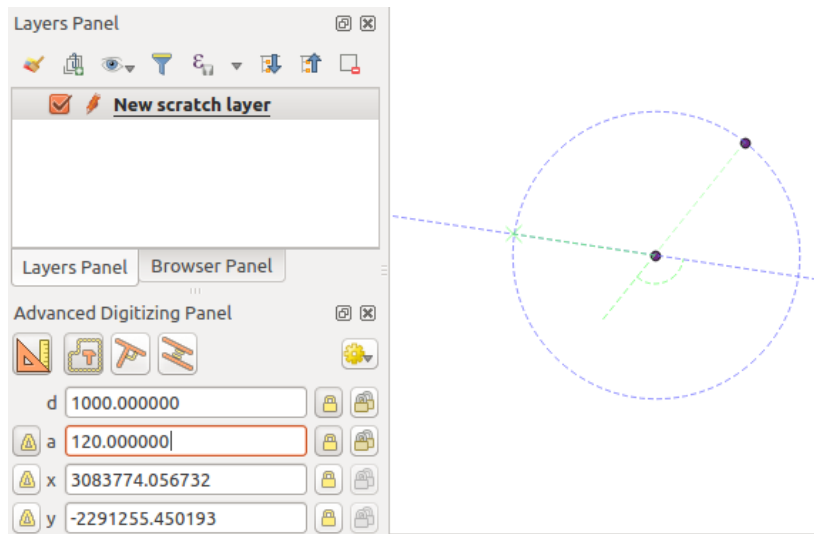 Layers Panel
New scratch layer
Layers Panel Browser Panel
Advanced Digitizing Panel
d 1000.000000
a 120.000000
x 3083774.056732
y -2291255.450193